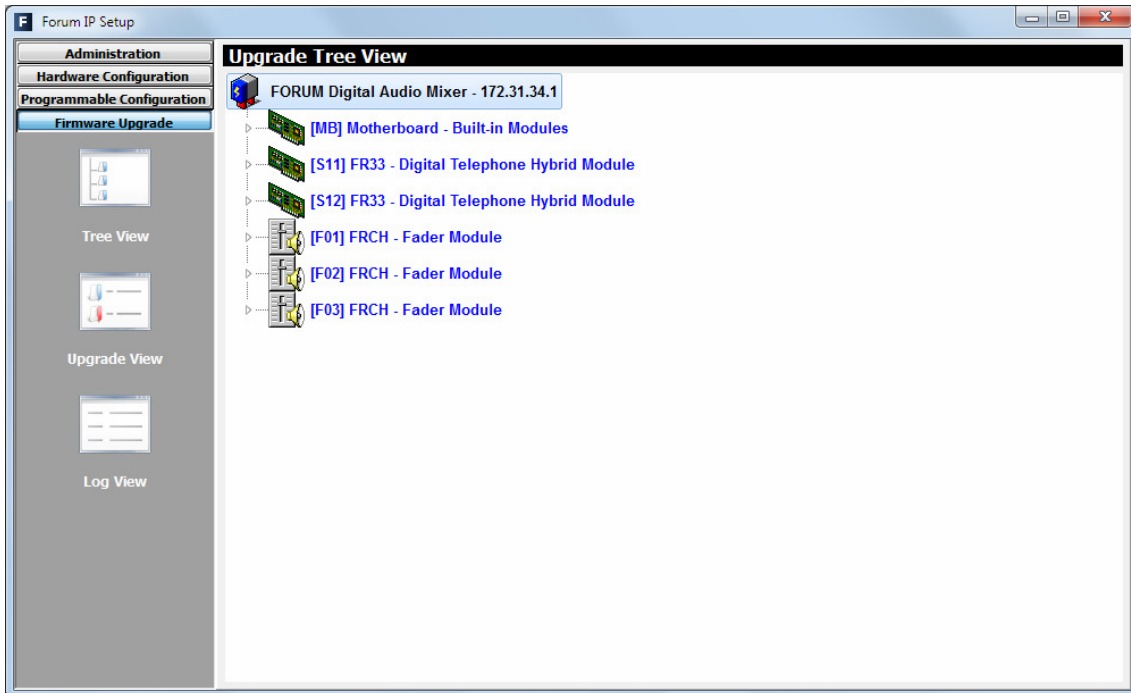 F Forum IP Setup
Administration
Hardware Configuration
Programmable Configuration
Firmware Upgrade
Tree View
Upgrade View
Log View
Upgrade Tree View
FORUM Digital Audio Mixer - 172.31.34.1
[MB] Motherboard - Built-in Modules
[S11] FR33 - Digital Telephone Hybrid Module
[S12] FR33 - Digital Telephone Hybrid Module
[F01] FRCH - Fader Module
[F02] FRCH - Fader Module
[F03] FRCH - Fader Module